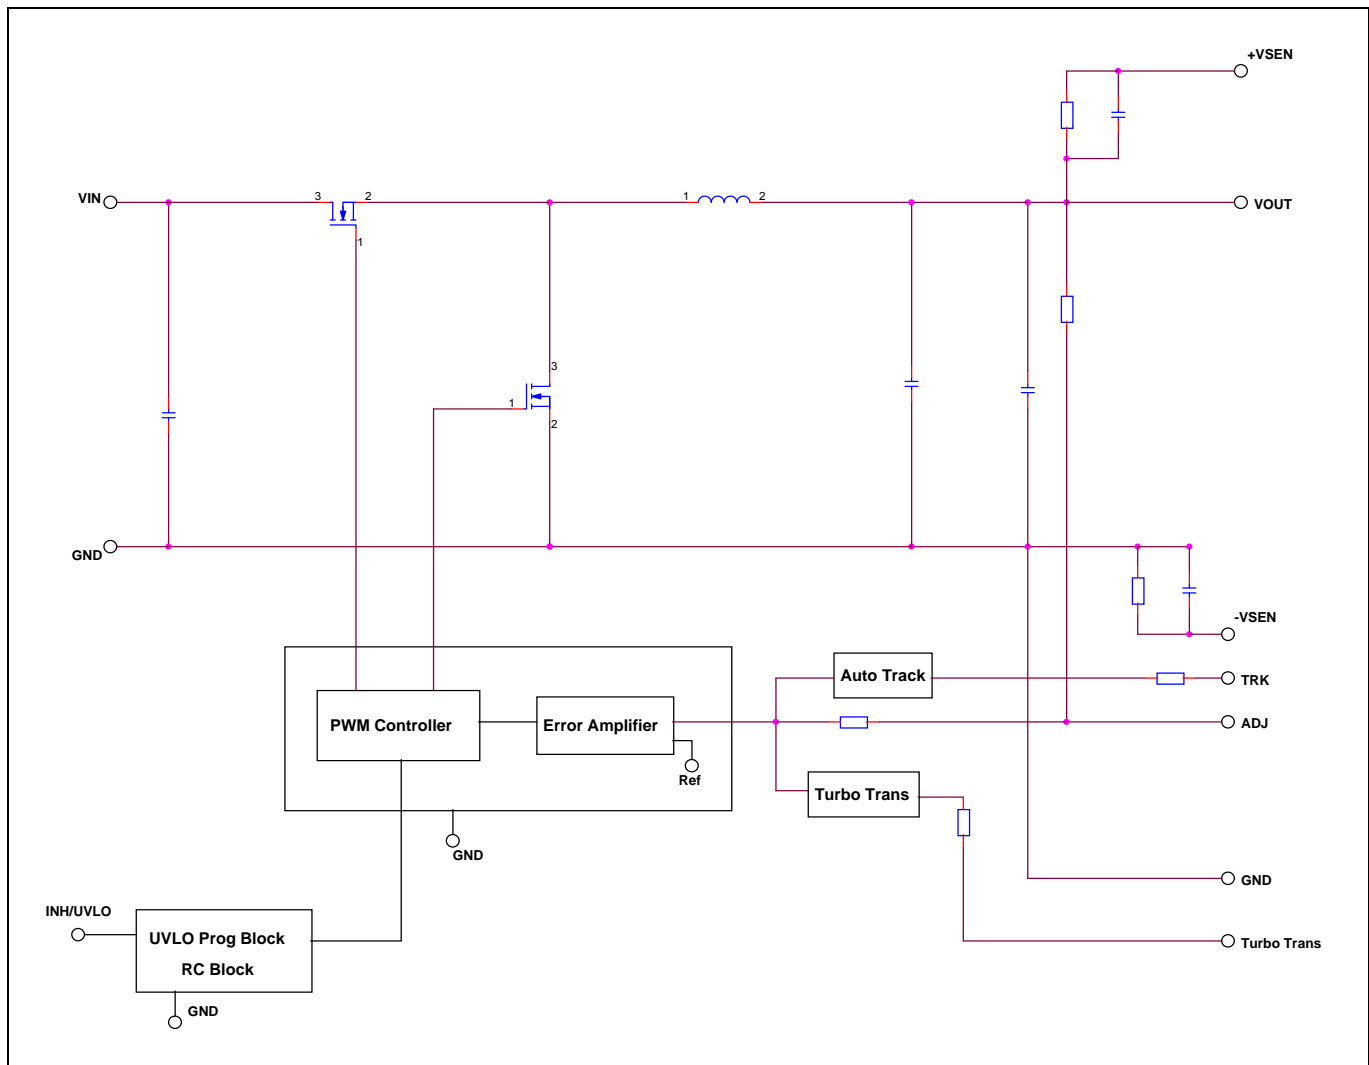 +VSEN
VIN
3
2
1
1
2
VOUT
3
1
2
GND
-VSEN
Auto Track
TRK
PWM Controller
Error Amplifier
ADJ
Ref
Turbo Trans
GND
GND
INH/UVLO
UVLO Prog Block
RC Block
Turbo Trans
GND